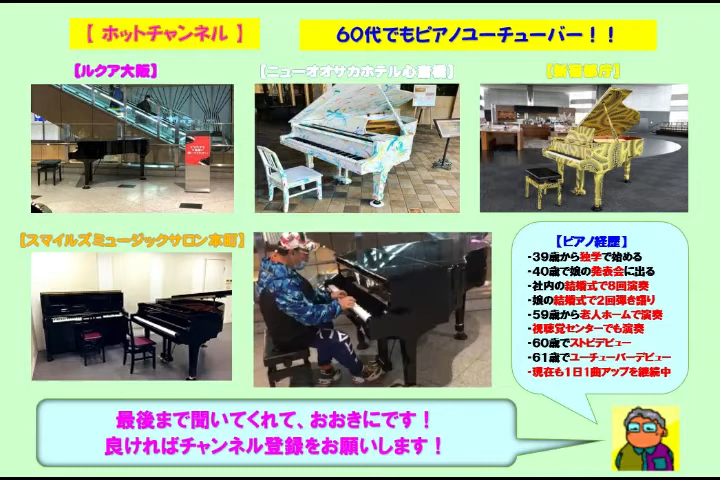 【 ホットチャンネル 】
60代でもピアノユーチューバー！！
【ルクア大阪】
【ニューオオサカホテル心斎橋】
【新宿都庁】
【スマイルズミュージックサロン本町】
【ピアノ経歴】
・39歳から独学で始める
・40歳で娘の発表会に出る
・社内の結婚式で8回演奏
・娘の結婚式で2回弾き語り
・59歳から老人ホームで演奏
・視聴覚センターでも演奏
・60歳でストピデビュー
・61歳でユーチューバーデビュー
・現在も1日1曲アップを継続中
最後まで聞いてくれて、おおきにです！
良ければチャンネル登録をお願いします！